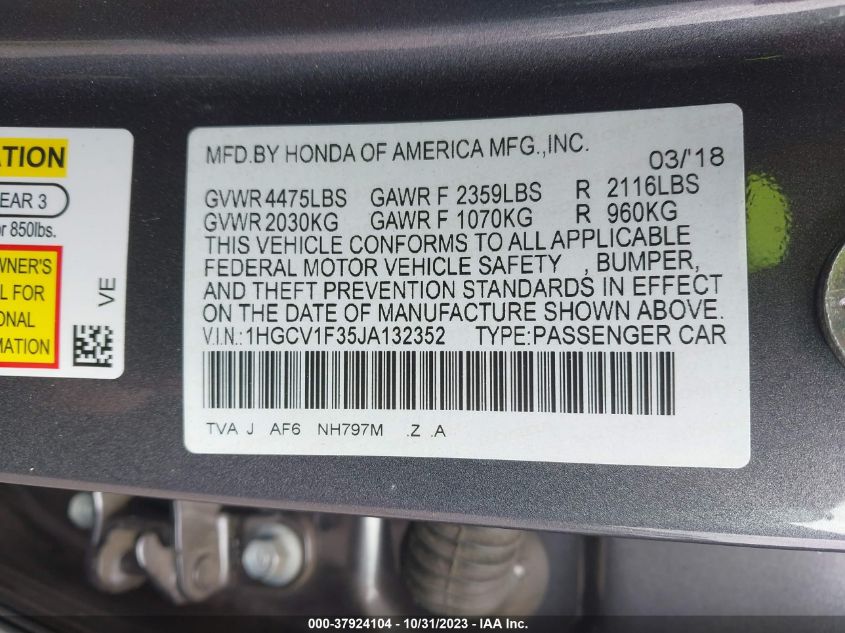 ATION
EAR 3
r 850lbs.
WNER'S
L FOR
ONAL
MATION
VE
MFD.BY HONDA OF AMERICA MFG.,INC.
03/'18
GVWR 4475LBS GAWR F 2359LBS R 2116LBS
GVWR 2030KG GAWR F 1070KG R 960KG
THIS VEHICLE CONFORMS TO ALL APPLICABLE
FEDERAL MOTOR VEHICLE SAFETY , BUMPER,
AND THEFT PREVENTION STANDARDS IN EFFECT
ON THE DATE OF MANUFACTURE SHOWN ABOVE.
V.I.N.:1HGCV1F35JA132352 TYPE:PASSENGER CAR
TVA J AF6 NH797M .Z .A
000-37924104 - 10/31/2023 - IAA Inc.